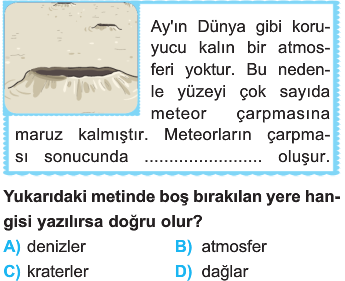 Ay'ın Dünya gibi koru-
yucu kalın bir atmos-
feri yoktur. Bu neden-
le yüzeyi çok sayıda
meteor çarpmasına
maruz kalmıştır. Meteorların çarpma-
sı sonucunda ........................ oluşur.
Yukarıdaki metinde boş bırakılan yere han-
gisi yazılırsa doğru olur?
A) denizler B) atmosfer
C) kraterler D) dağlar